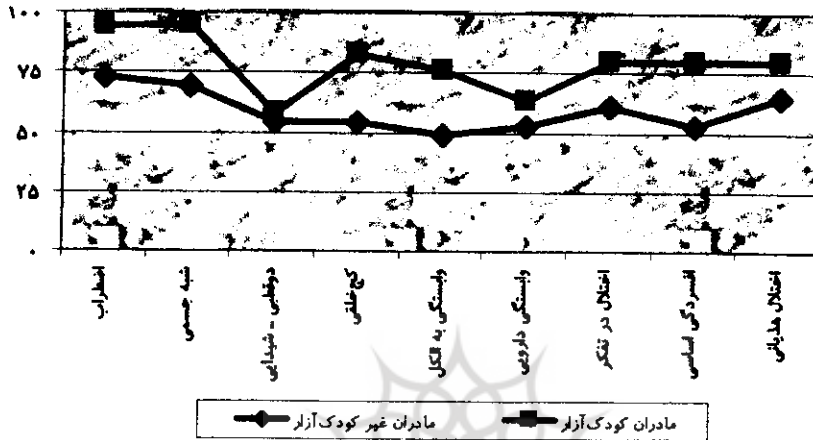 ۱۰۰
۷۵
۵۰
۲۵
۰
اضطراب
شبه جسمی
دوقطبی - شیدایی
کج‌خلقی
وابستگی به الکل
وابستگی دارویی
اختلال در تفکر
افسردگی اساسی
اختلال هذیانی
مادران کودک‌آزار
مادران غیر کودک‌آزار